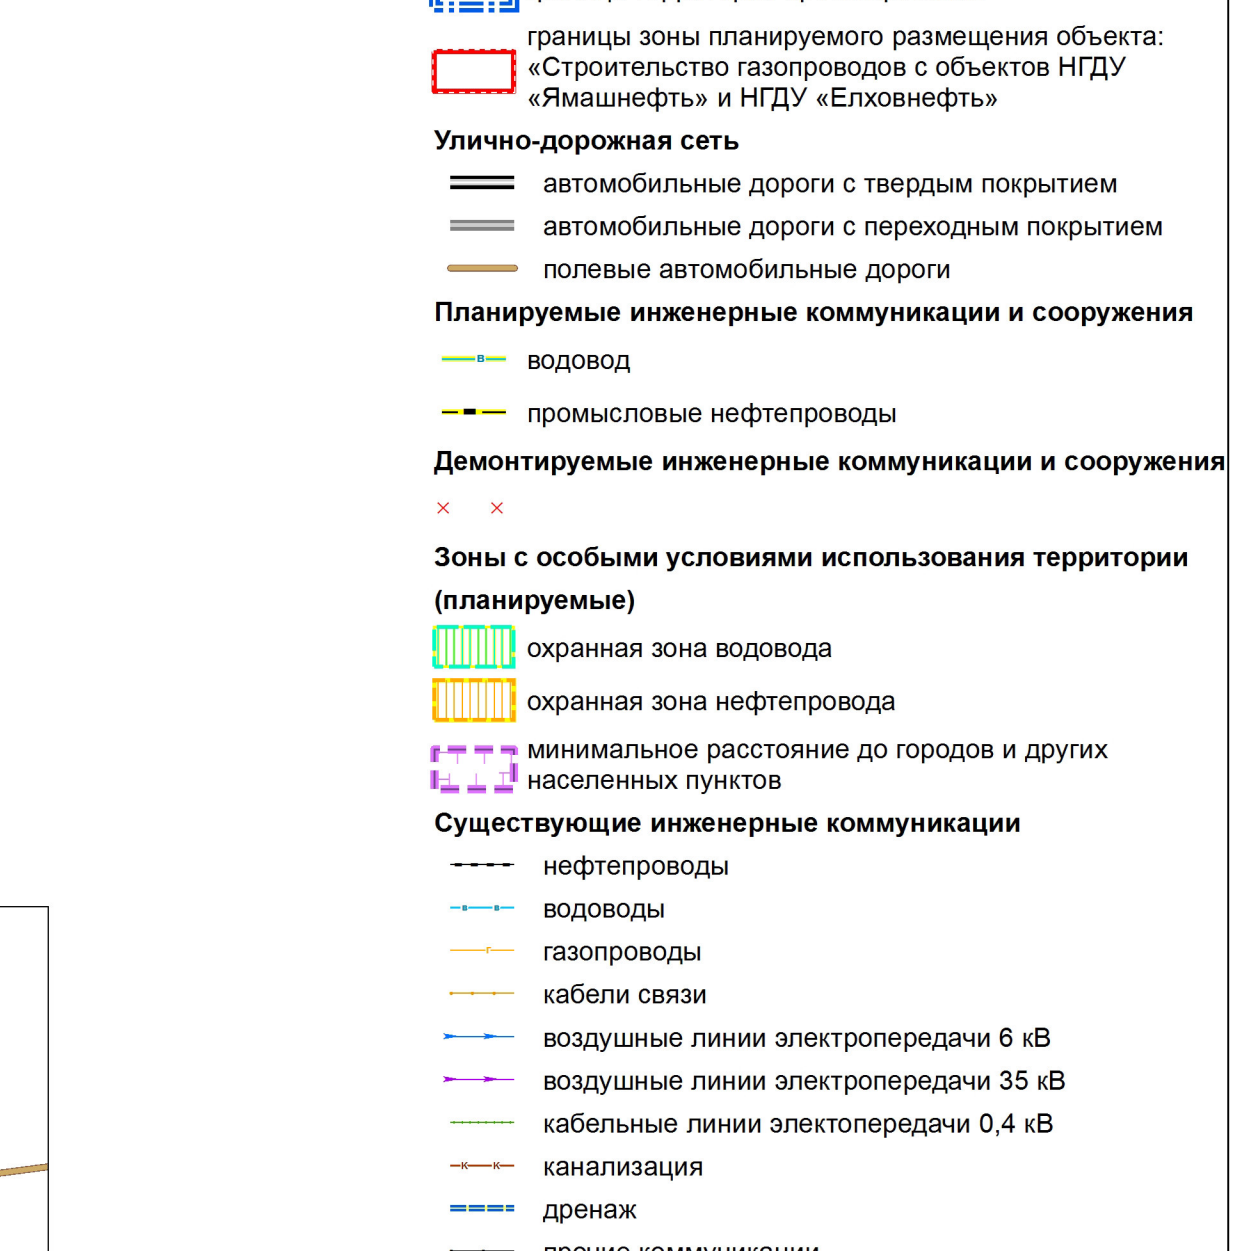 границы зоны планируемого размещения объекта:
«Строительство газопроводов с объектов НГДУ
«Ямашнефть» и НГДУ «Елховнефть»
Улично-дорожная сеть
автомобильные дороги с твердым покрытием
автомобильные дороги с переходным покрытием
полевые автомобильные дороги
Планируемые инженерные коммуникации и сооружения
В водовод
промысловые нефтепроводы
Демонтируемые инженерные коммуникации и сооружения
Зоны с особыми условиями использования территории
(планируемые)
охранная зона водовода
охранная зона нефтепровода
минимальное расстояние до городов и других
населенных пунктов
Существующие инженерные коммуникации
нефтепроводы
В В водоводы
Г газопроводы
кабели связи
воздушные линии электропередачи 6 кВ
воздушные линии электропередачи 35 кВ
кабельные линии электопередачи 0,4 кВ
К К канализация
дренаж
прочие коммуникации